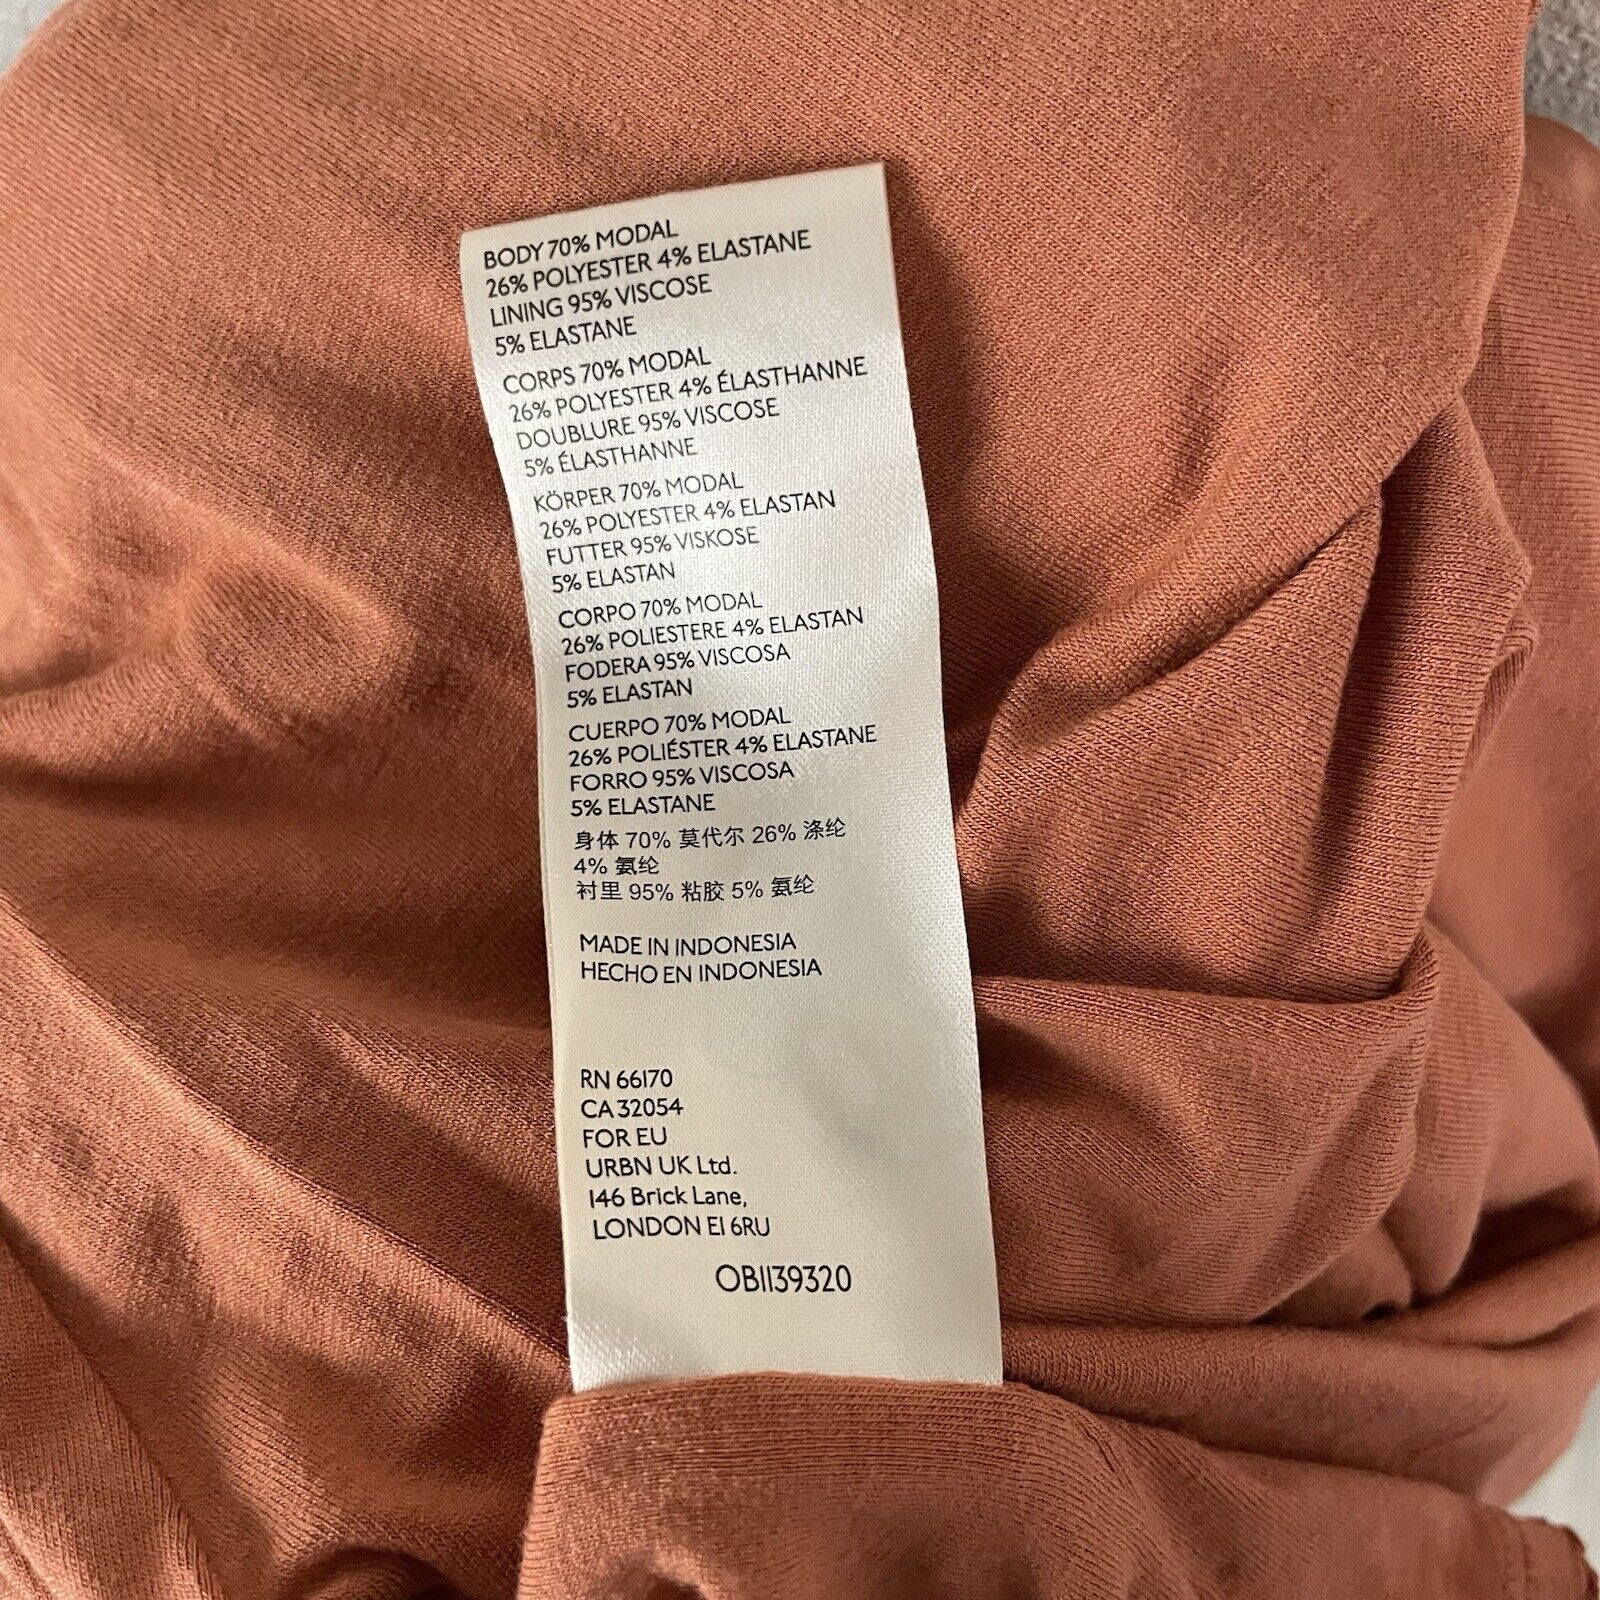 BODY 70% MODAL
26% POLYESTER 4% ELASTANE
LINING 95% VISCOSE
5% ELASTANE
CORPS 70% MODAL
26% POLYESTER 4% ÉLASTHANNE
DOUBLURE 95% VISCOSE
5% ÉLASTHANNE
KÖRPER 70% MODAL
26% POLYESTER 4% ELASTAN
FUTTER 95% VISKOSE
5% ELASTAN
CORPO 70% MODAL
26% POLIESTERE 4% ELASTAN
FODERA 95% VISCOSA
5% ELASTAN
CUERPO 70% MODAL
26% POLIÉSTER 4% ELASTANE
FORRO 95% VISCOSA
5% ELASTANE
身体 70% 莫代尔 26% 涤纶
4% 氨纶
衬里 95% 粘胶 5% 氨纶
MADE IN INDONESIA
HECHO EN INDONESIA
RN 66170
CA 32054
FOR EU
URBN UK Ltd.
146 Brick Lane,
LONDON E1 6RU
OB1139320